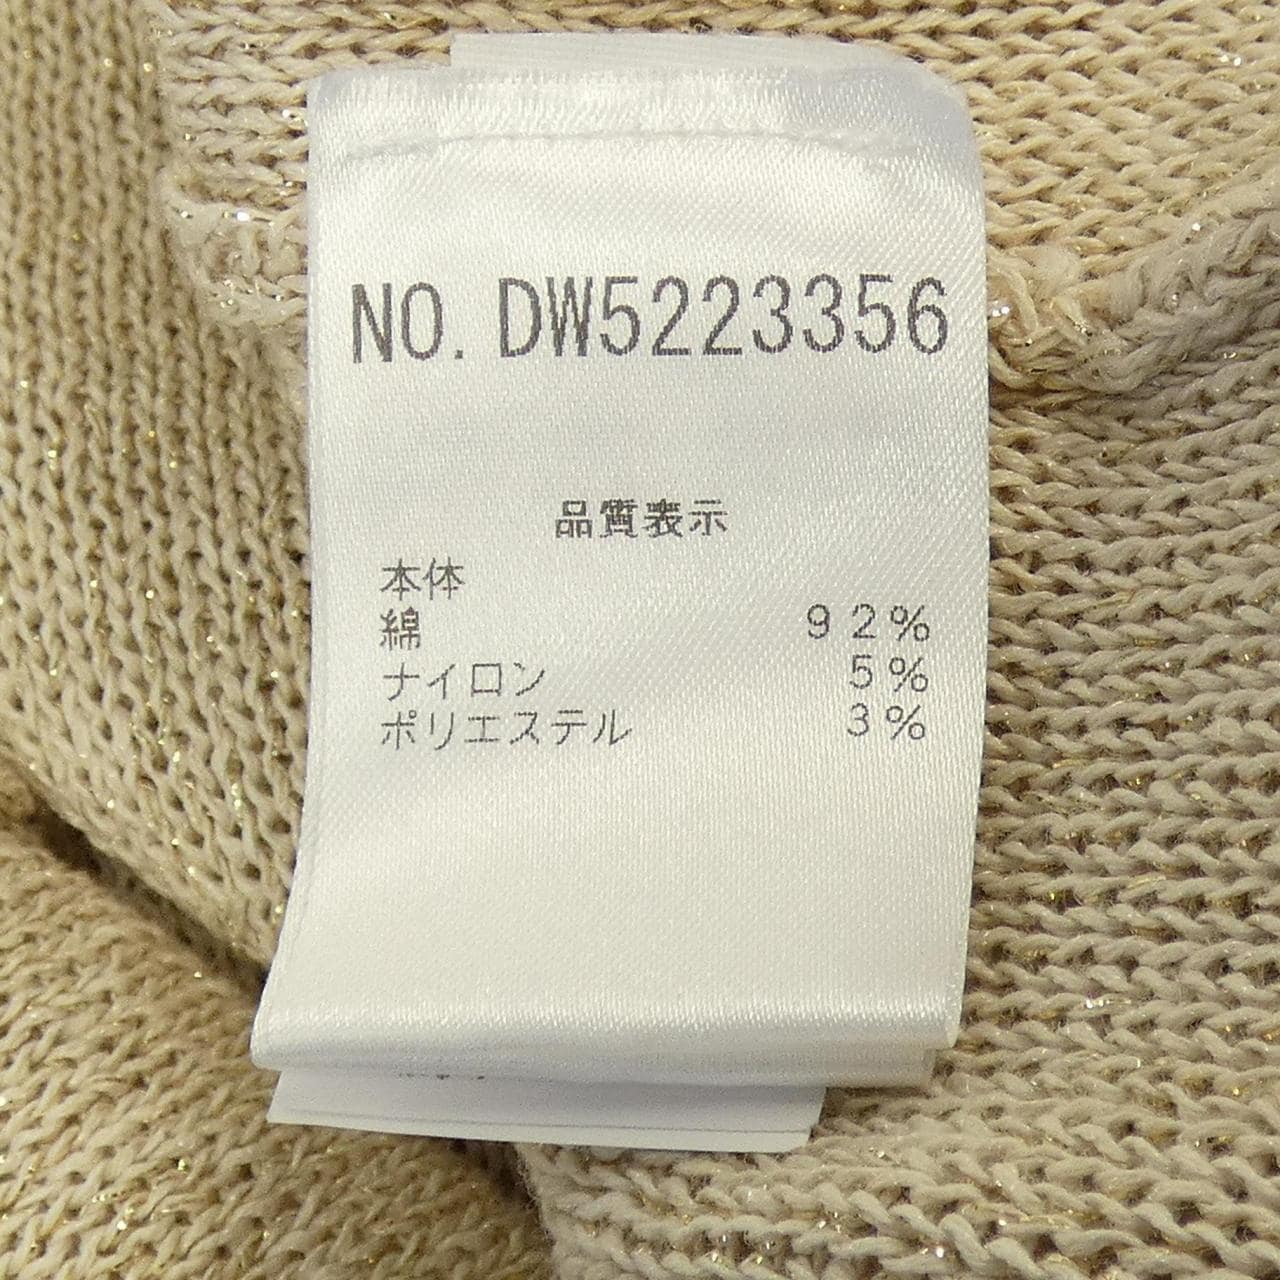 NO. DW5223356
品質表示
本体
綿 92%
ナイロン 5%
ポリエステル 3%